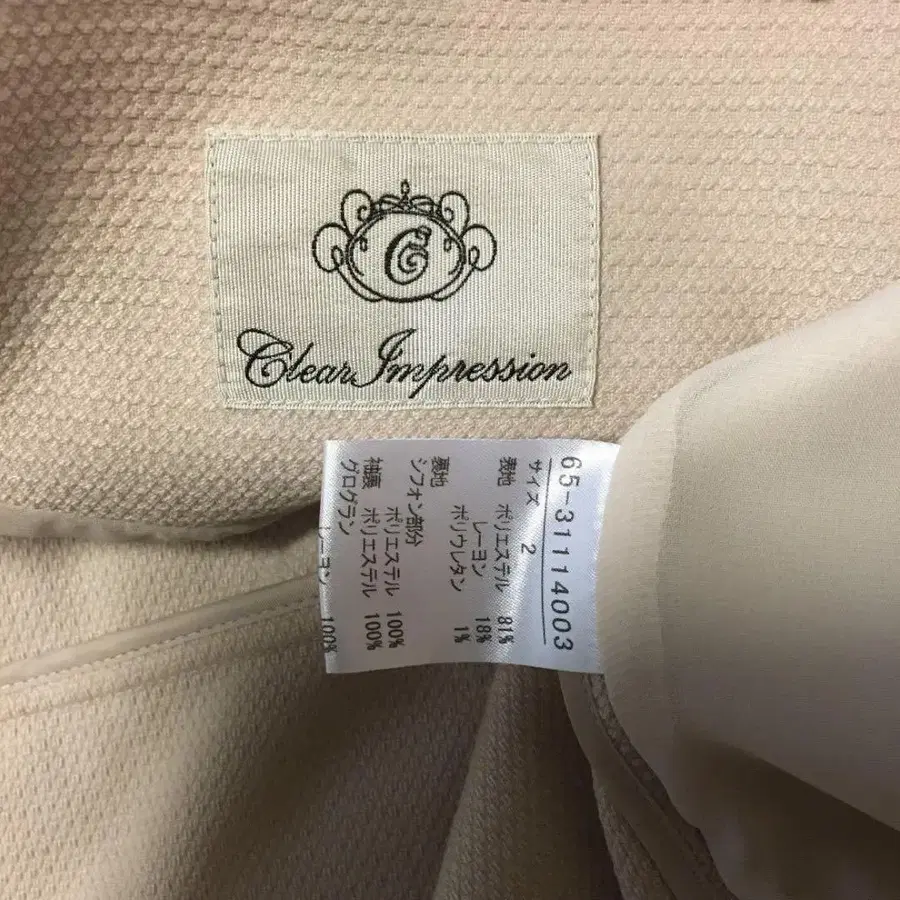 C
Clear Impression
65-31114003
サイズ 2
表地 ポリエステル 81%
レーヨン 18%
ポリウレタン 1%
裏地
シフォン部分
ポリエステル 100%
袖裏 ポリエステル 100%
グログラン
レーヨン 100%